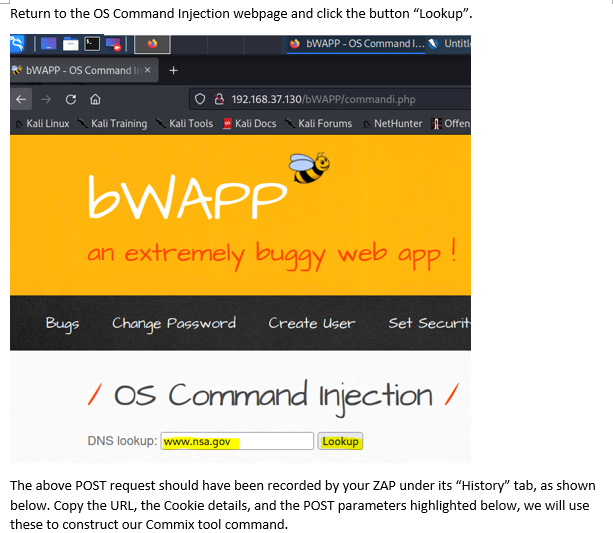 Return to the OS Command Injection webpage and click the button “Lookup”.
bWAPP - OS Command I... Untitl
bWAPP - OS Command In × +
192.168.37.130/bWAPP/commandi.php
Kali Linux Kali Training Kali Tools Kali Docs Kali Forums NetHunter Offen
bWAPP
an extremely buggy web app !
Bugs Change Password Create User Set Securit
/ OS Command Injection /
DNS lookup: www.nsa.gov Lookup
The above POST request should have been recorded by your ZAP under its “History” tab, as shown
below. Copy the URL, the Cookie details, and the POST parameters highlighted below, we will use
these to construct our Commix tool command.